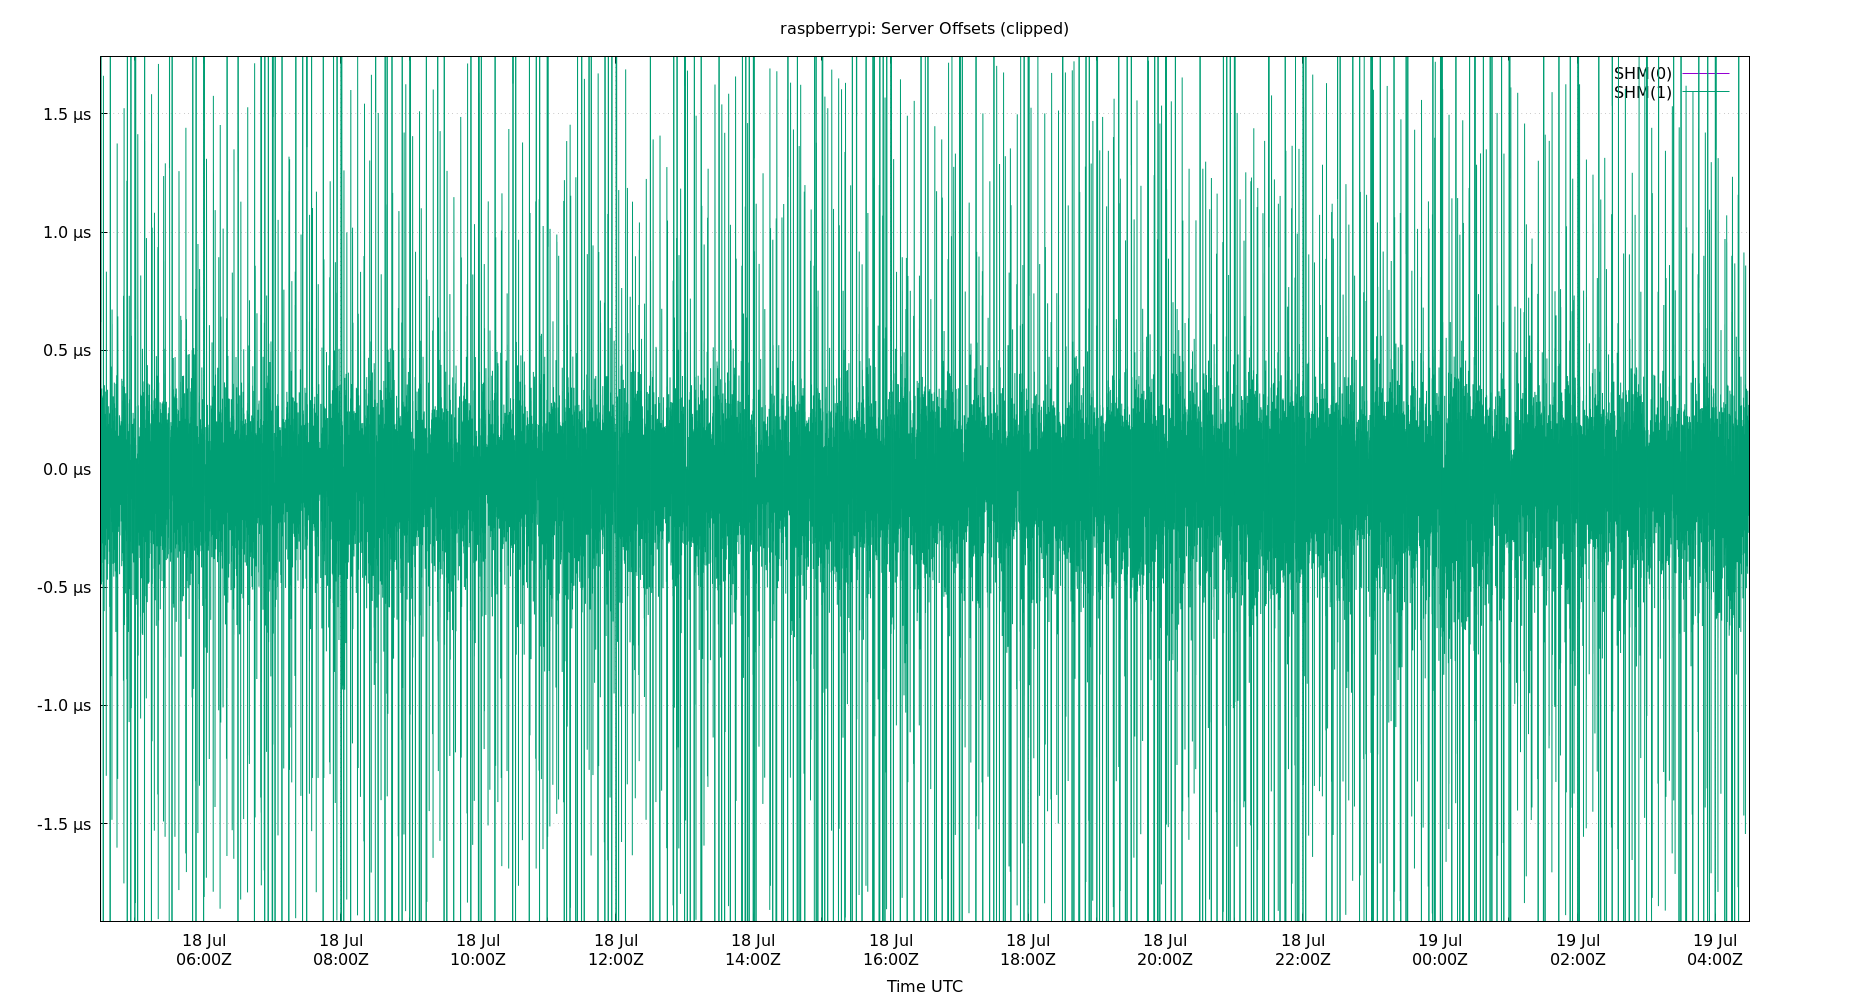 raspberrypi: Server Offsets (clipped)
SHM(0)
SHM(1)
1.5 µs
1.0 µs
0.5 µs
0.0 µs
-0.5 µs
-1.0 µs
-1.5 µs
18 Jul 18 Jul 18 Jul 18 Jul 18 Jul 18 Jul 18 Jul 18 Jul 18 Jul 19 Jul 19 Jul 19 Jul
06:00Z 08:00Z 10:00Z 12:00Z 14:00Z 16:00Z 18:00Z 20:00Z 22:00Z 00:00Z 02:00Z 04:00Z
Time UTC